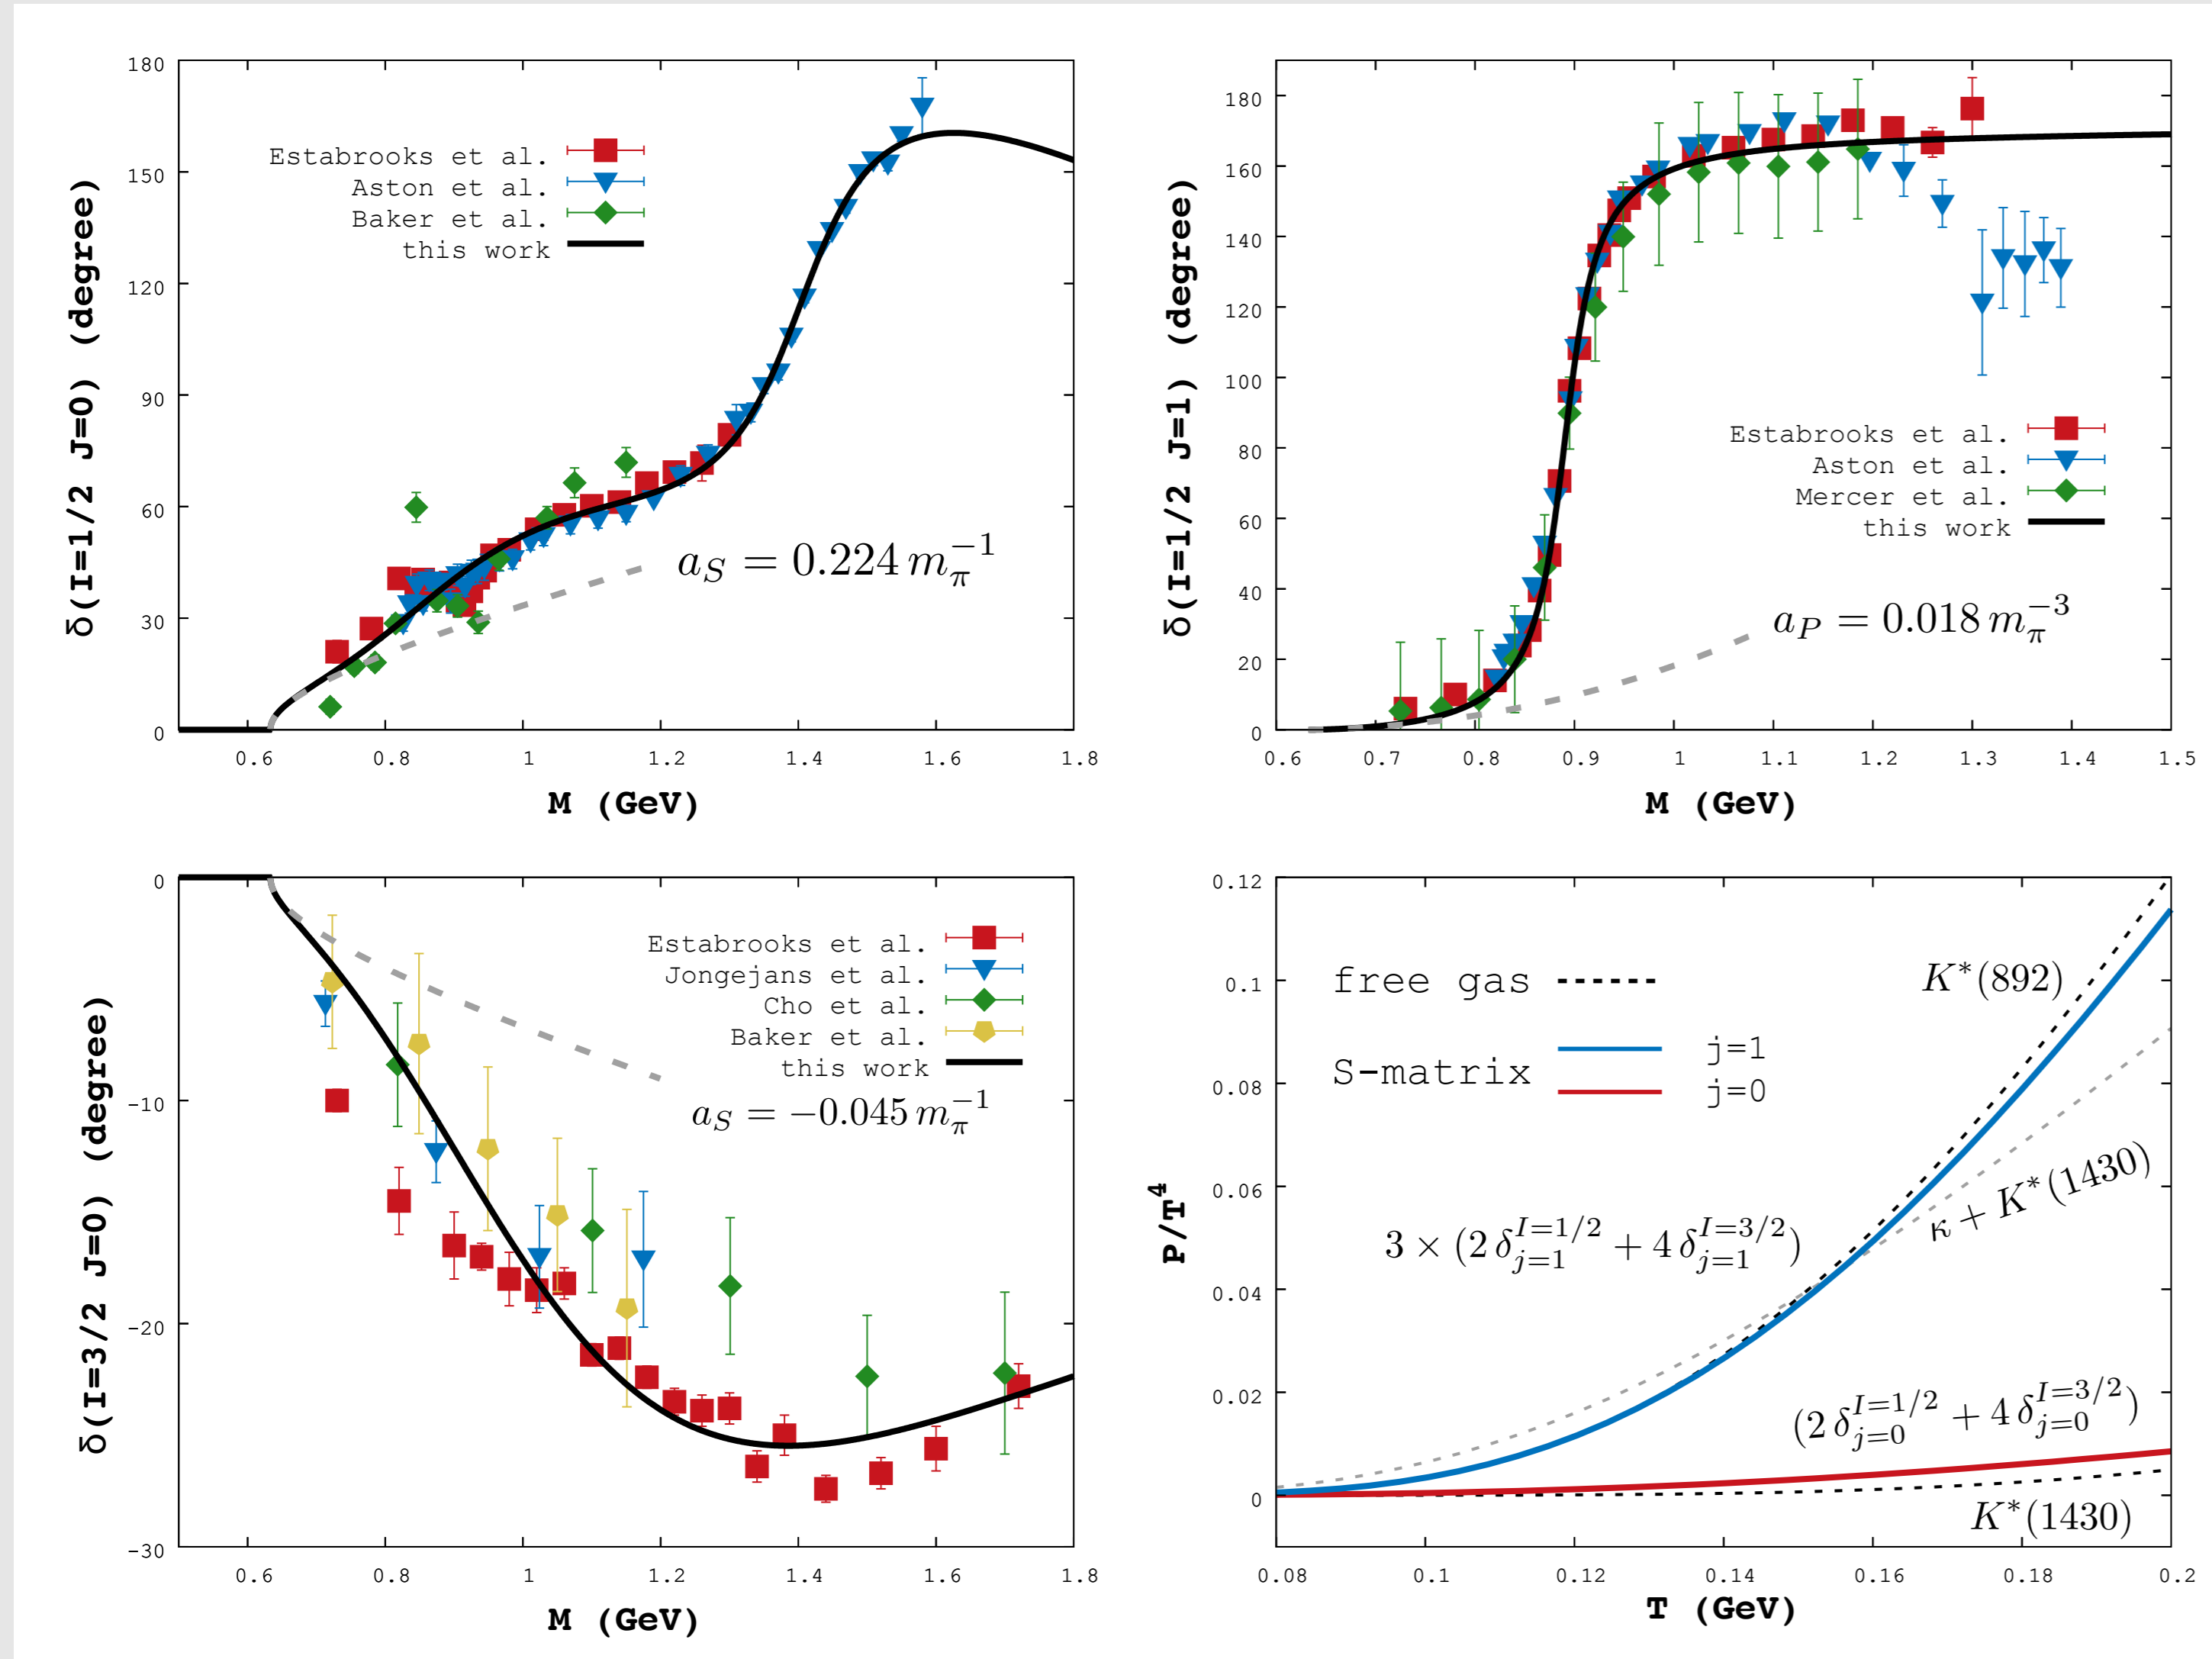 δ(I=1/2 J=0) (degree)
180
150
120
90
60
30
0
Estabrooks et al.
Aston et al.
Baker et al.
this work
a_S = 0.224 m_π^{-1}
0.6 0.8 1 1.2 1.4 1.6 1.8
M (GeV)
δ(I=1/2 J=1) (degree)
180
160
140
120
100
80
60
40
20
0
Estabrooks et al.
Aston et al.
Mercer et al.
this work
a_P = 0.018 m_π^{-3}
0.6 0.7 0.8 0.9 1 1.1 1.2 1.3 1.4 1.5
M (GeV)
δ(I=3/2 J=0) (degree)
0
-10
-20
-30
Estabrooks et al.
Jongejans et al.
Cho et al.
Baker et al.
this work
a_S = −0.045 m_π^{-1}
0.6 0.8 1 1.2 1.4 1.6 1.8
M (GeV)
P/T^4
0.12
0.1
0.08
0.06
0.04
0.02
0
free gas
S-matrix
j=1
j=0
K*(892)
κ + K*(1430)
3 × (2 δ_{j=1}^{I=1/2} + 4 δ_{j=1}^{I=3/2})
(2 δ_{j=0}^{I=1/2} + 4 δ_{j=0}^{I=3/2})
K*(1430)
0.08 0.1 0.12 0.14 0.16 0.18 0.2
T (GeV)